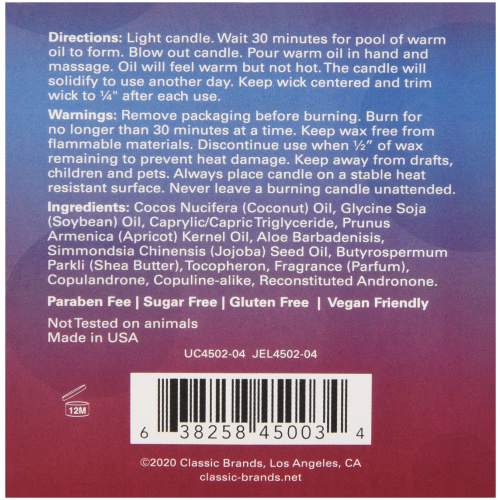 Directions: Light candle. Wait 30 minutes for pool of warm
oil to form. Blow out candle. Pour warm oil in hand and
massage. Oil will feel warm but not hot. The candle will
solidify to use another day. Keep wick centered and trim
wick to ¼" after each use.
Warnings: Remove packaging before burning. Burn for
no longer than 30 minutes at a time. Keep wax free from
flammable materials. Discontinue use when ½” of wax
remaining to prevent heat damage. Keep away from drafts,
children and pets. Always place candle on a stable heat
resistant surface. Never leave a burning candle unattended.
Ingredients: Cocos Nucifera (Coconut) Oil, Glycine Soja
(Soybean) Oil, Caprylic/Capric Triglyceride, Prunus
Armenica (Apricot) Kernel Oil, Aloe Barbadenisis,
Simmondsia Chinensis (Jojoba) Seed Oil, Butyrospermum
Parkli (Shea Butter), Tocopheron, Fragrance (Parfum),
Copulandrone, Copuline-alike, Reconstituted Andronone.
Paraben Fee | Sugar Free | Gluten Free | Vegan Friendly
Not Tested on animals
Made in USA
UC4502-04 JEL4502-04
12M
6 38258 45003 4
©2020 Classic Brands, Los Angeles, CA
classic-brands.net